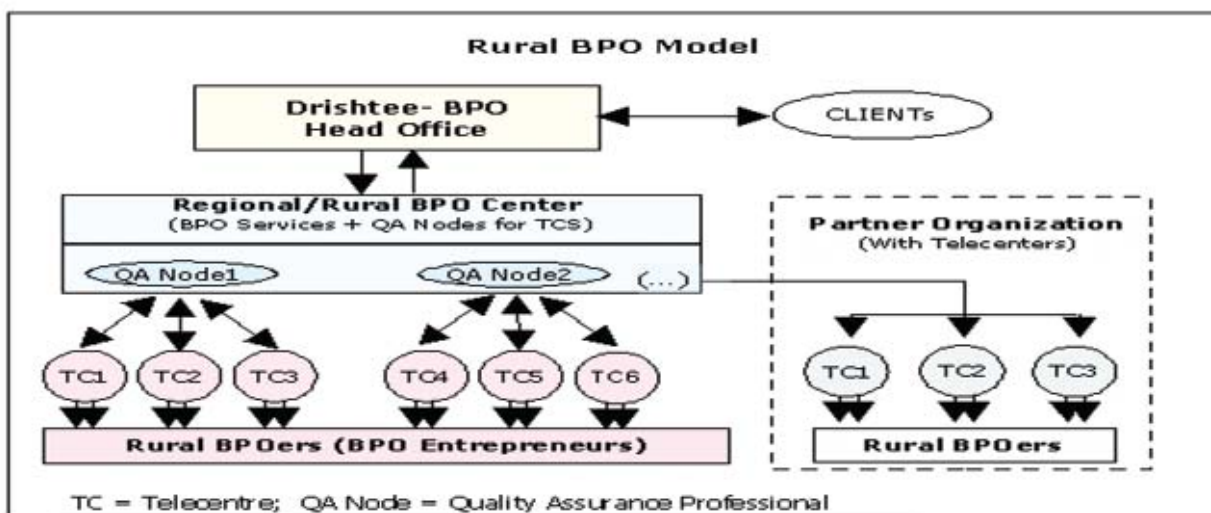 Rural BPO Model
Drishtee- BPO
Head Office
CLIENTs
Regional/Rural BPO Center
(BPO Services + QA Nodes for TCS)
QA Node1
QA Node2
(...)
Partner Organization
(With Telecenters)
TC1
TC2
TC3
TC4
TC5
TC6
TC1
TC2
TC3
Rural BPOers (BPO Entrepreneurs)
Rural BPOers
TC = Telecentre; QA Node = Quality Assurance Professional